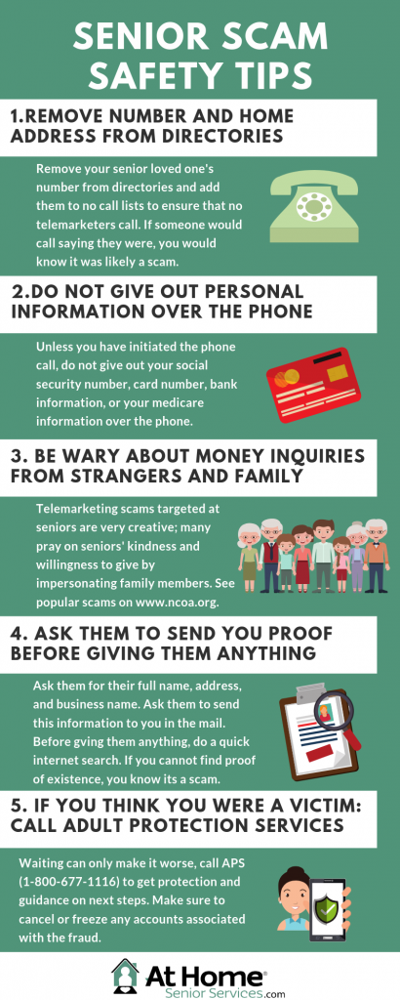 SENIOR SCAM
SAFETY TIPS
1.REMOVE NUMBER AND HOME
ADDRESS FROM DIRECTORIES
Remove your senior loved one's
number from directories and add
them to no call lists to ensure that no
telemarketers call. If someone would
call saying they were, you would
know it was likely a scam.
2.DO NOT GIVE OUT PERSONAL
INFORMATION OVER THE PHONE
Unless you have initiated the phone
call, do not give out your social
security number, card number, bank
information, or your medicare
information over the phone.
3. BE WARY ABOUT MONEY INQUIRIES
FROM STRANGERS AND FAMILY
Telemarketing scams targeted at
seniors are very creative; many
pray on seniors' kindness and
willingness to give by
impersonating family members. See
popular scams on www.ncoa.org.
4. ASK THEM TO SEND YOU PROOF
BEFORE GIVING THEM ANYTHING
Ask them for their full name, address,
and business name. Ask them to send
this information to you in the mail.
Before gving them anything, do a quick
internet search. If you cannot find proof
of existence, you know its a scam.
5. IF YOU THINK YOU WERE A VICTIM:
CALL ADULT PROTECTION SERVICES
Waiting can only make it worse, call APS
(1-800-677-1116) to get protection and
guidance on next steps. Make sure to
cancel or freeze any accounts associated
with the fraud.
At Home®
Senior Services.com